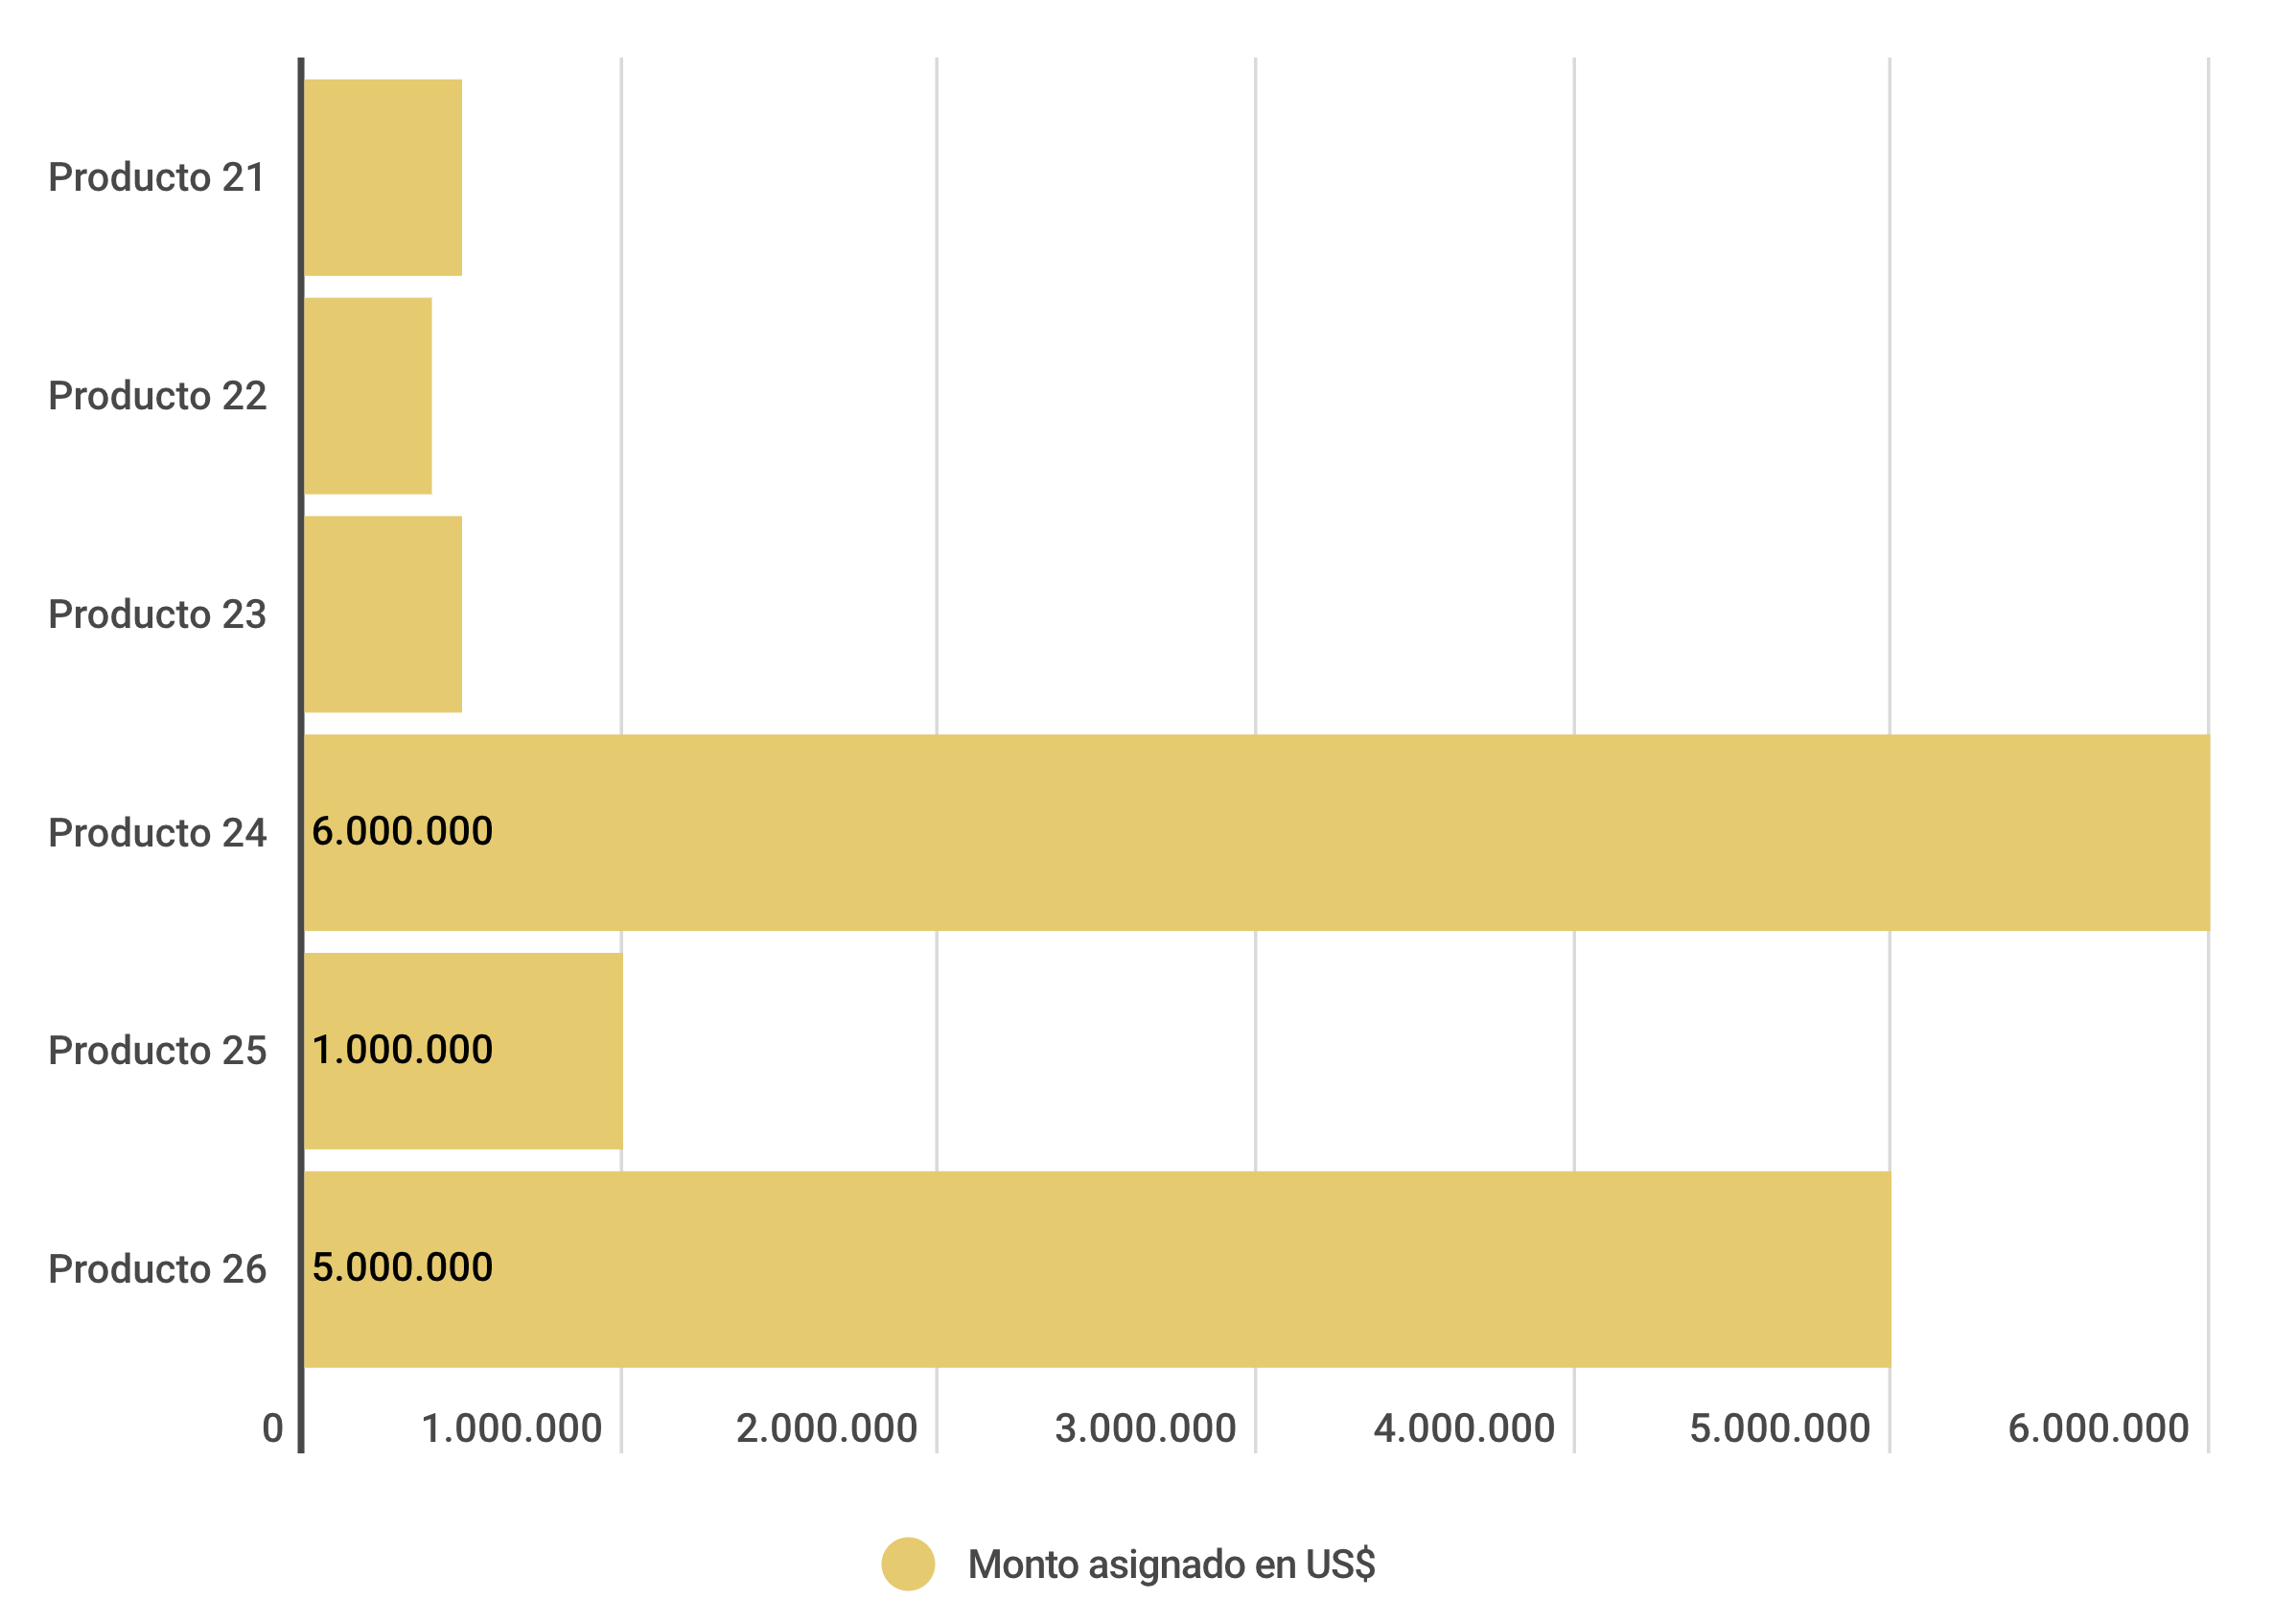 Producto 21
Producto 22
Producto 23
Producto 24 6.000.000
Producto 25 1.000.000
Producto 26 5.000.000
0 1.000.000 2.000.000 3.000.000 4.000.000 5.000.000 6.000.000
Monto asignado en US$